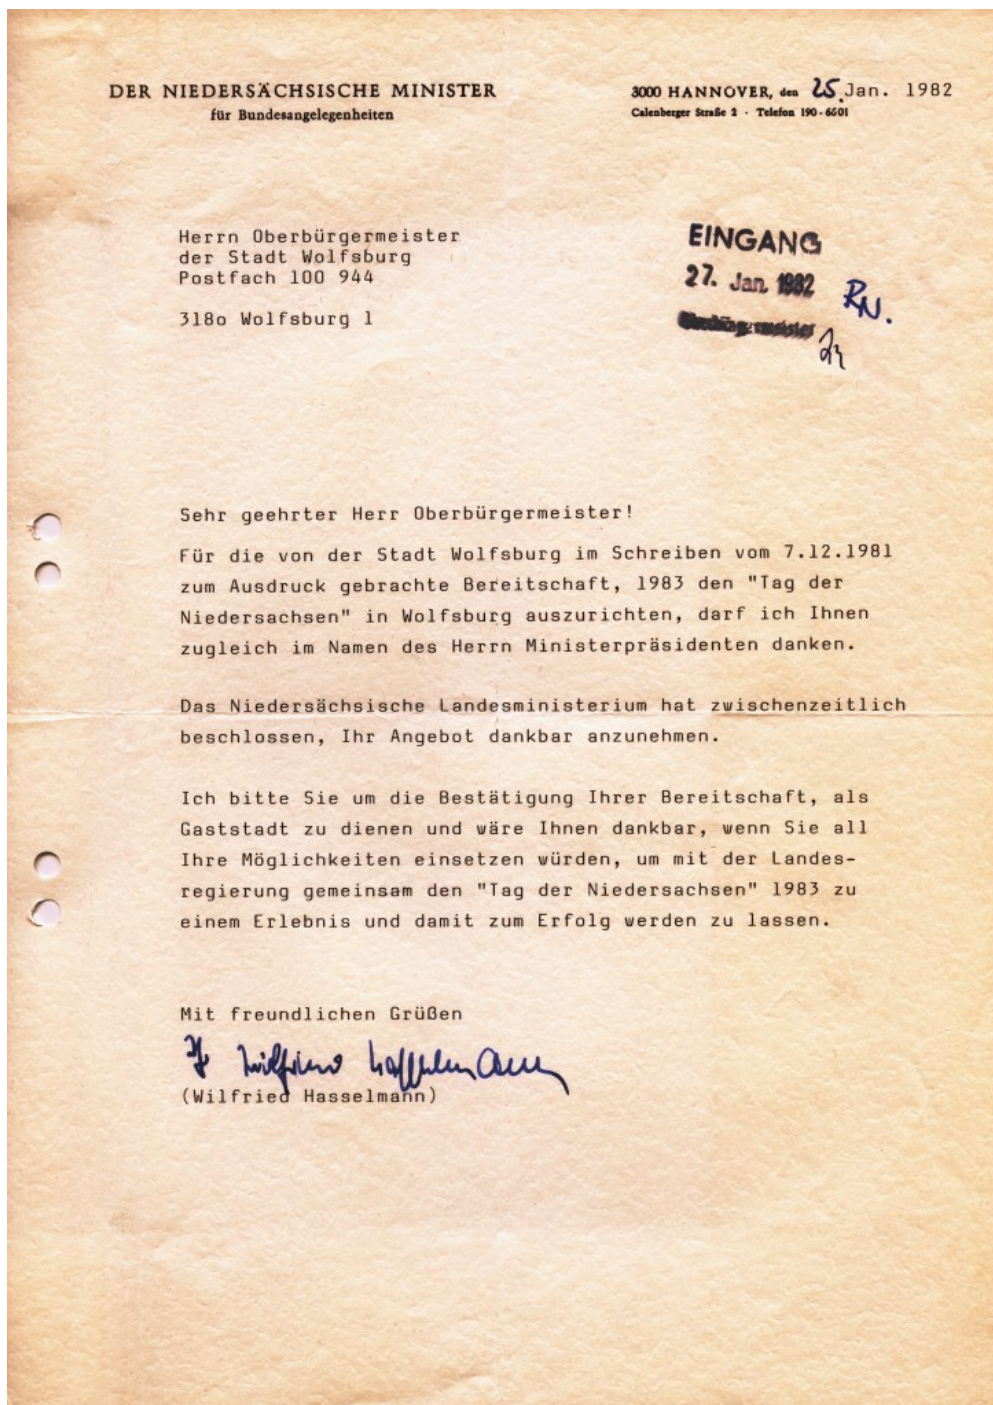 DER NIEDERSÄCHSISCHE MINISTER
für Bundesangelegenheiten
3000 HANNOVER, den 25. Jan. 1982
Calenberger Straße 2 · Telefon 190-6601
Herrn Oberbürgermeister
der Stadt Wolfsburg
Postfach 100 944
318o Wolfsburg 1
EINGANG
27. Jan. 1982
RN.
Oberbürgermeister
Sehr geehrter Herr Oberbürgermeister!
Für die von der Stadt Wolfsburg im Schreiben vom 7.12.1981
zum Ausdruck gebrachte Bereitschaft, 1983 den "Tag der
Niedersachsen" in Wolfsburg auszurichten, darf ich Ihnen
zugleich im Namen des Herrn Ministerpräsidenten danken.
Das Niedersächsische Landesministerium hat zwischenzeitlich
beschlossen, Ihr Angebot dankbar anzunehmen.
Ich bitte Sie um die Bestätigung Ihrer Bereitschaft, als
Gaststadt zu dienen und wäre Ihnen dankbar, wenn Sie all
Ihre Möglichkeiten einsetzen würden, um mit der Landes-
regierung gemeinsam den "Tag der Niedersachsen" 1983 zu
einem Erlebnis und damit zum Erfolg werden zu lassen.
Mit freundlichen Grüßen
Wilfried Hasselmann
(Wilfried Hasselmann)